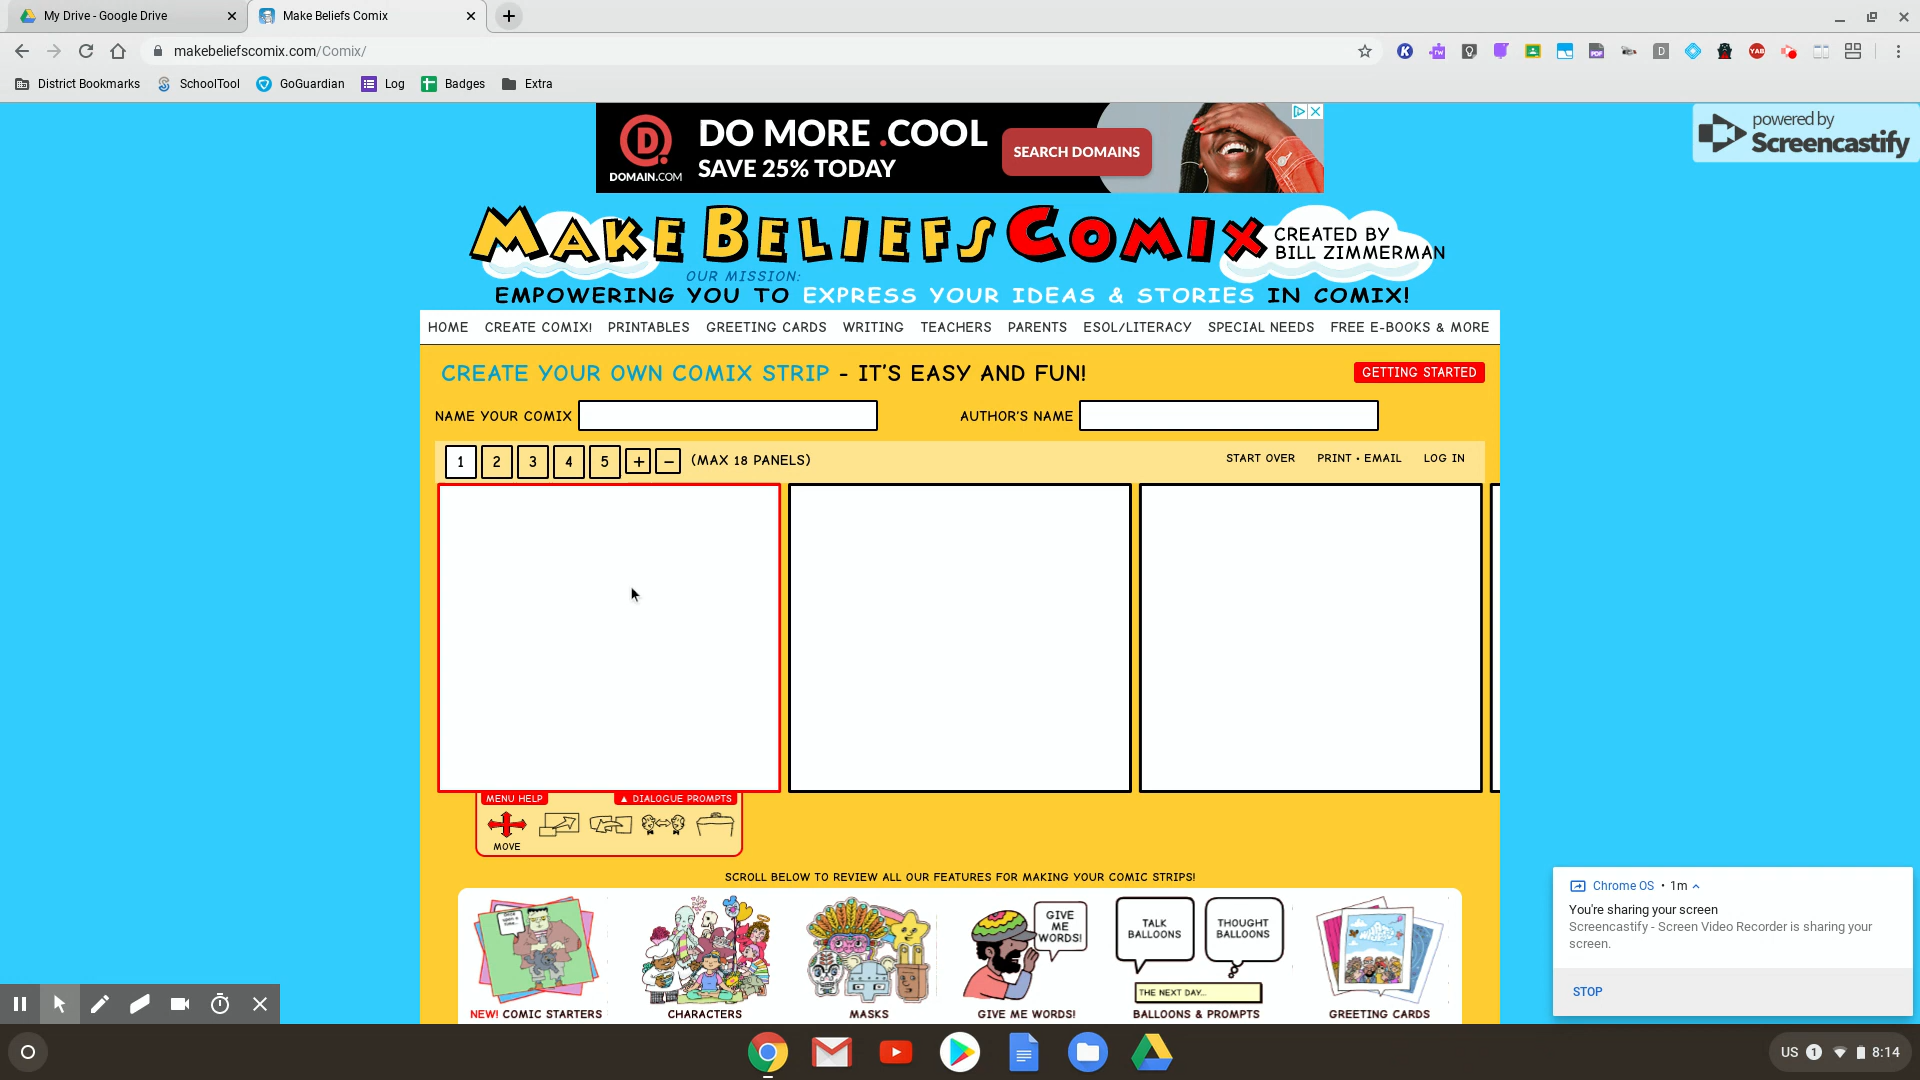 My Drive - Google Drive
Make Beliefs Comix
makebeliefscomix.com/Comix/
District Bookmarks
SchoolTool
GoGuardian
Log
Badges
Extra
DOMAIN.COM
DO MORE .COOL
SAVE 25% TODAY
SEARCH DOMAINS
powered by
Screencastify
MAKE BELIEFS COMIX
CREATED BY
BILL ZIMMERMAN
OUR MISSION:
EMPOWERING YOU TO EXPRESS YOUR IDEAS & STORIES IN COMIX!
HOME CREATE COMIX! PRINTABLES GREETING CARDS WRITING TEACHERS PARENTS ESOL/LITERACY SPECIAL NEEDS FREE E-BOOKS & MORE
CREATE YOUR OWN COMIX STRIP - IT'S EASY AND FUN!
GETTING STARTED
NAME YOUR COMIX
AUTHOR'S NAME
1 2 3 4 5 + − (MAX 18 PANELS)
START OVER PRINT • EMAIL LOG IN
MENU HELP
▲ DIALOGUE PROMPTS
MOVE
SCROLL BELOW TO REVIEW ALL OUR FEATURES FOR MAKING YOUR COMIC STRIPS!
GIVE
ME
WORDS!
TALK
BALLOONS
THOUGHT
BALLOONS
THE NEXT DAY...
NEW! COMIC STARTERS
CHARACTERS
MASKS
GIVE ME WORDS!
BALLOONS & PROMPTS
GREETING CARDS
Chrome OS • 1m
You're sharing your screen
Screencastify - Screen Video Recorder is sharing your
screen.
STOP
US 1 8:14